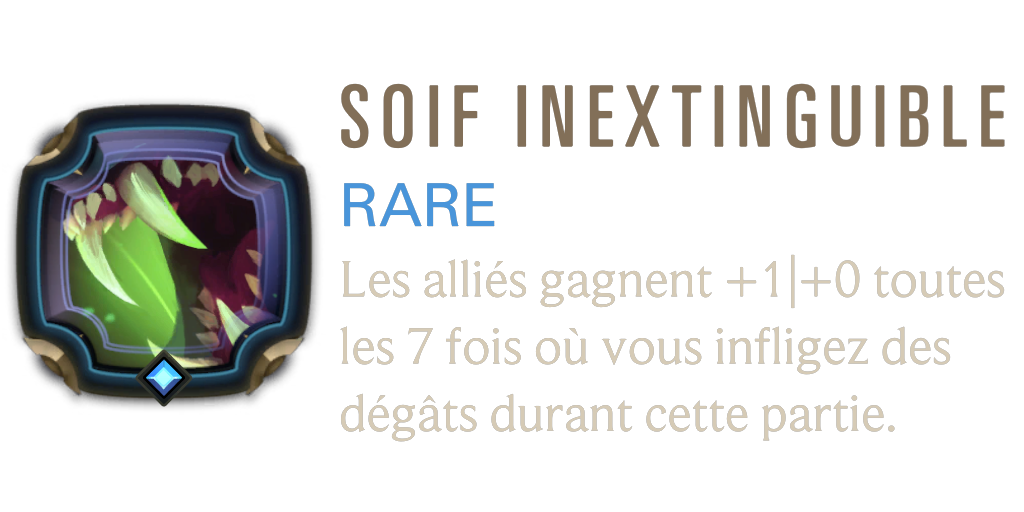 SOIF INEXTINGUIBLE
RARE
Les alliés gagnent +1|+0 toutes
les 7 fois où vous infligez des
dégâts durant cette partie.